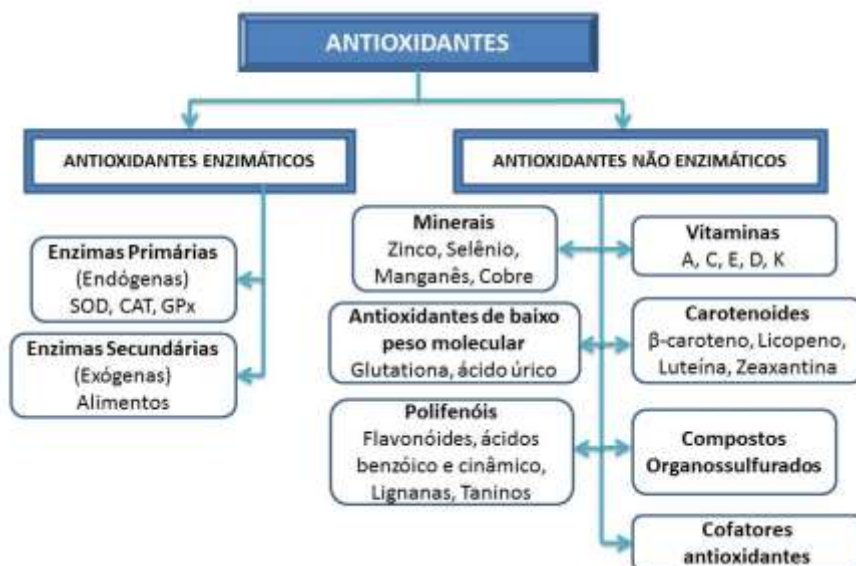 ANTIOXIDANTES
ANTIOXIDANTES ENZIMÁTICOS
Enzimas Primárias
(Endógenas)
SOD, CAT, GPx
Enzimas Secundárias
(Exógenas)
Alimentos
ANTIOXIDANTES NÃO ENZIMÁTICOS
Minerais
Zinco, Selênio,
Manganês, Cobre
Vitaminas
A, C, E, D, K
Antioxidantes de baixo
peso molecular
Glutationa, ácido úrico
Carotenoides
β-caroteno, Licopeno,
Luteína, Zeaxantina
Polifenóis
Flavonóides, ácidos
benzóico e cinâmico,
Lignanas, Taninos
Compostos
Organossulfurados
Cofatores
antioxidantes